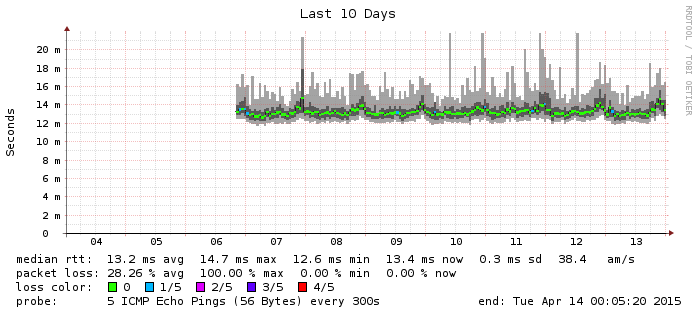 Last 10 Days
RRDTOOL / TOBI OETIKER
Seconds
20 m
18 m
16 m
14 m
12 m
10 m
8 m
6 m
4 m
2 m
0
04 05 06 07 08 09 10 11 12 13
median rtt: 13.2 ms avg 14.7 ms max 12.6 ms min 13.4 ms now 0.3 ms sd 38.4 am/s
packet loss: 28.26 % avg 100.00 % max 0.00 % min 0.00 % now
loss color: 0 1/5 2/5 3/5 4/5
probe: 5 ICMP Echo Pings (56 Bytes) every 300s end: Tue Apr 14 00:05:20 2015